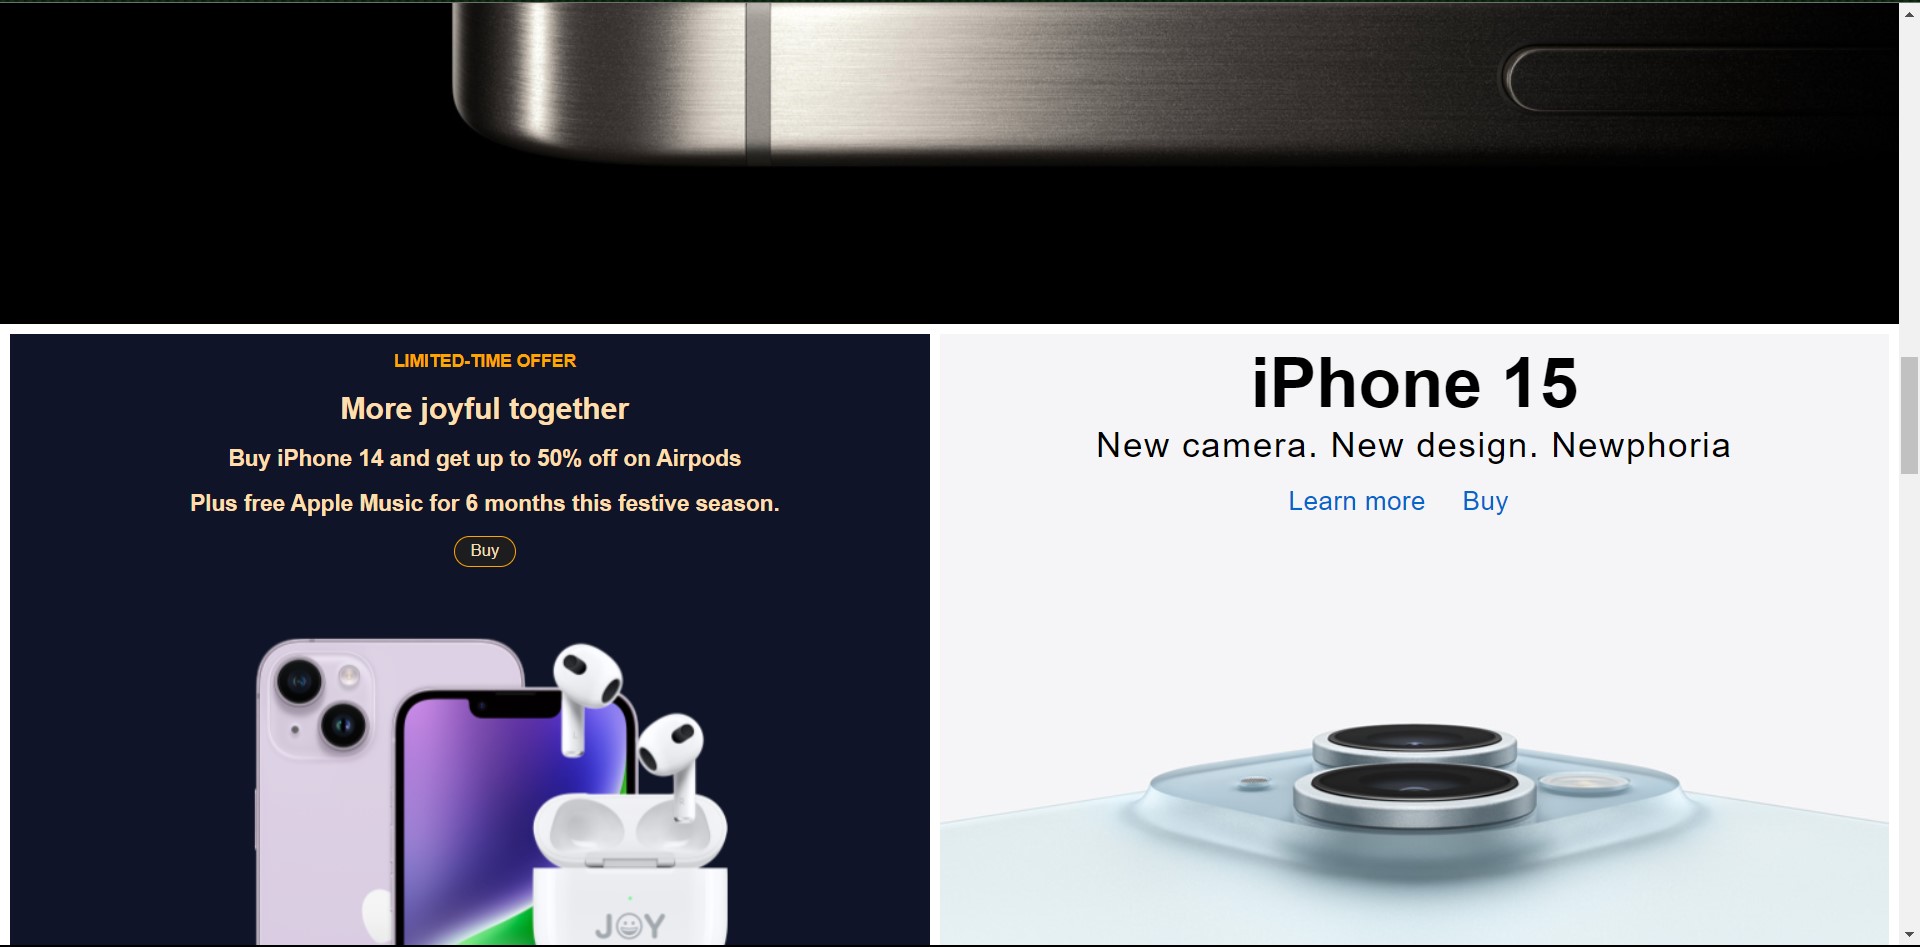 LIMITED-TIME OFFER
More joyful together
Buy iPhone 14 and get up to 50% off on Airpods
Plus free Apple Music for 6 months this festive season.
Buy
JOY
iPhone 15
New camera. New design. Newphoria
Learn more Buy